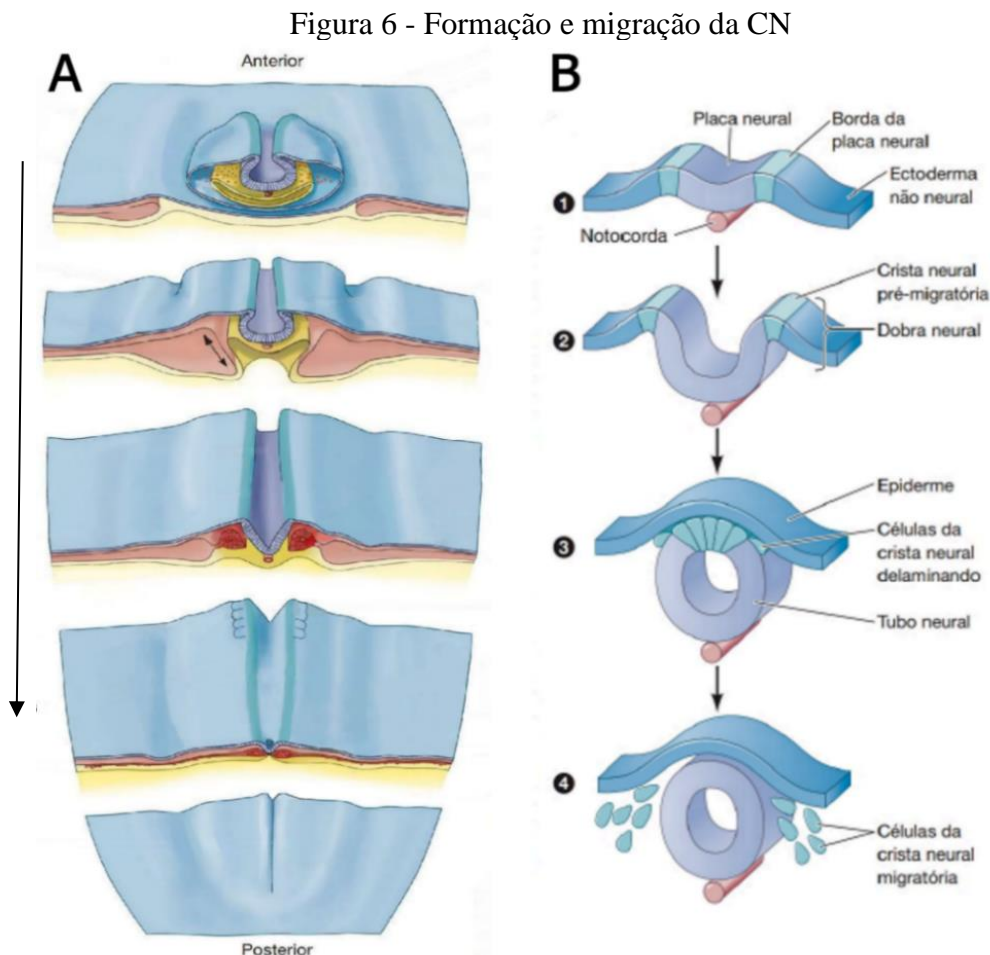 Figura 6 - Formação e migração da CN
A
Anterior
Posterior
B
Placa neural
Borda da
placa neural
Ectoderma
não neural
1
Notocorda
Crista neural
pré-migratória
Dobra neural
2
Epiderme
Células da
crista neural
delaminando
3
Tubo neural
4
Células da
crista neural
migratória